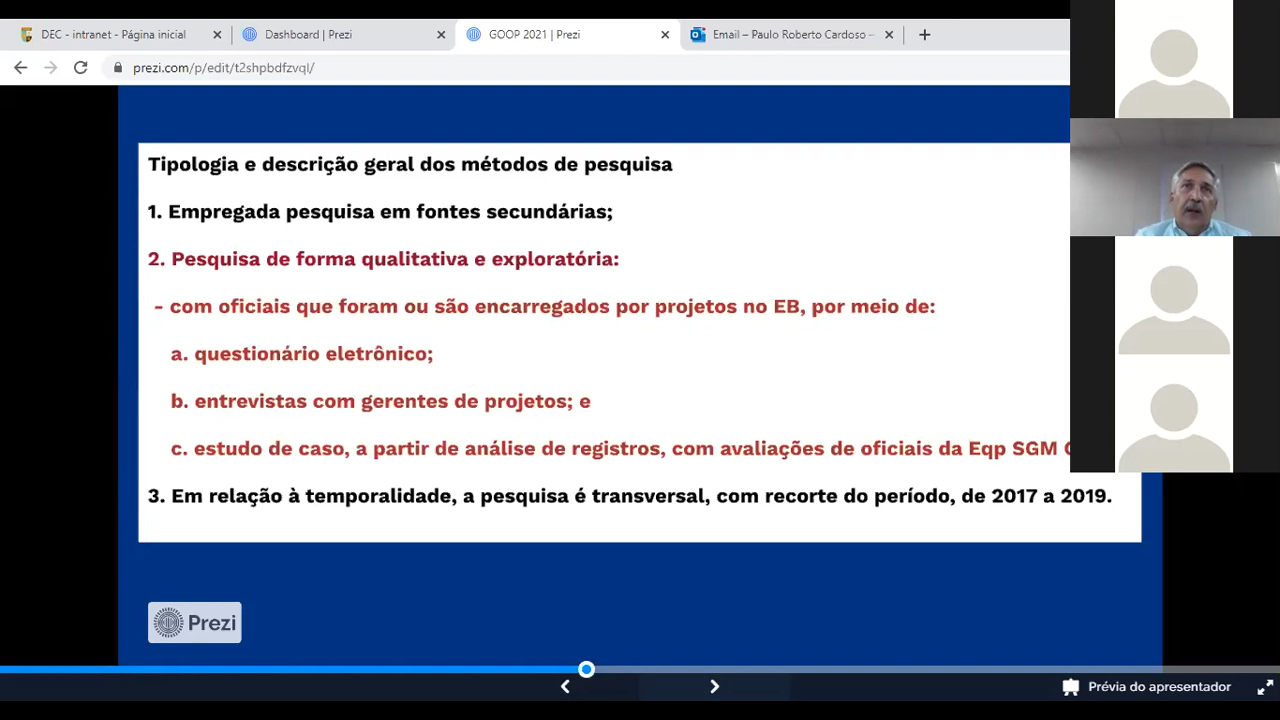 DEC - intranet - Página inicial
Dashboard | Prezi
GOOP 2021 | Prezi
Email – Paulo Roberto Cardoso –
prezi.com/p/edit/t2shpbdfzvql/
Tipologia e descrição geral dos métodos de pesquisa
1. Empregada pesquisa em fontes secundárias;
2. Pesquisa de forma qualitativa e exploratória:
- com oficiais que foram ou são encarregados por projetos no EB, por meio de:
a. questionário eletrônico;
b. entrevistas com gerentes de projetos; e
c. estudo de caso, a partir de análise de registros, com avaliações de oficiais da Eqp SGM
3. Em relação à temporalidade, a pesquisa é transversal, com recorte do período, de 2017 a 2019.
Prezi
Prévia do apresentador